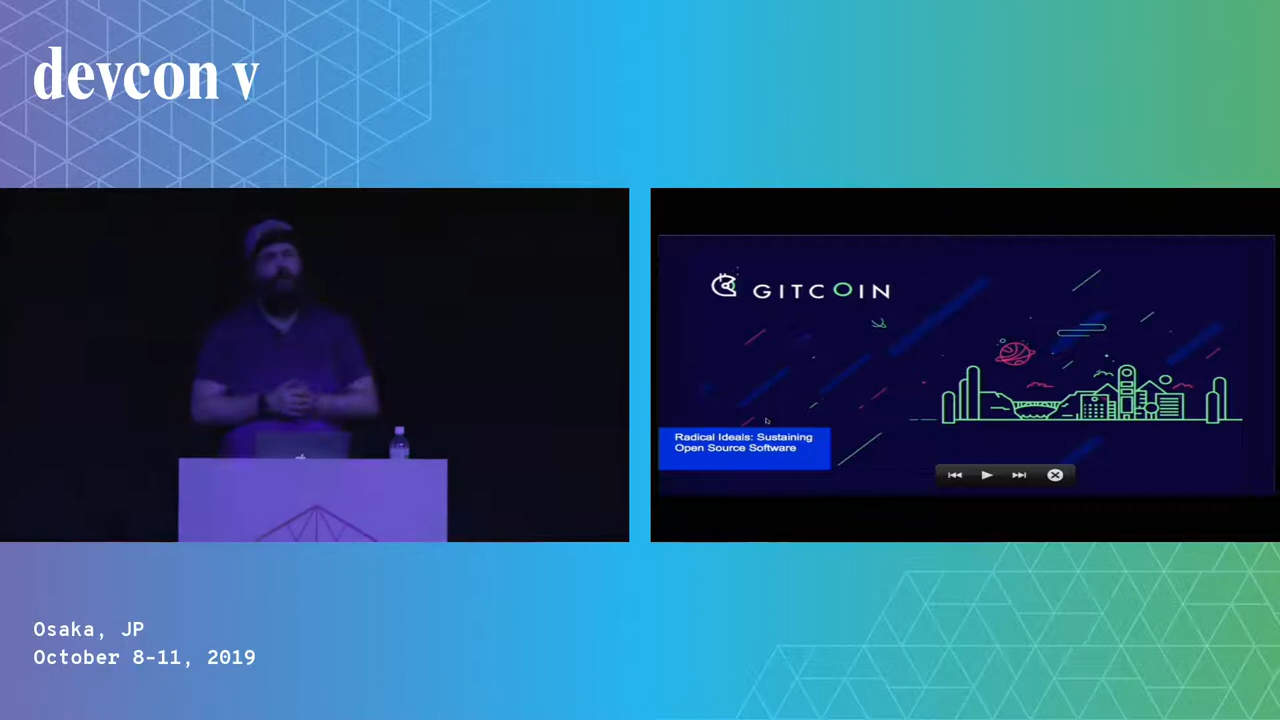 devcon v
GITCOIN
Radical Ideals: Sustaining
Open Source Software
Osaka, JP
October 8-11, 2019